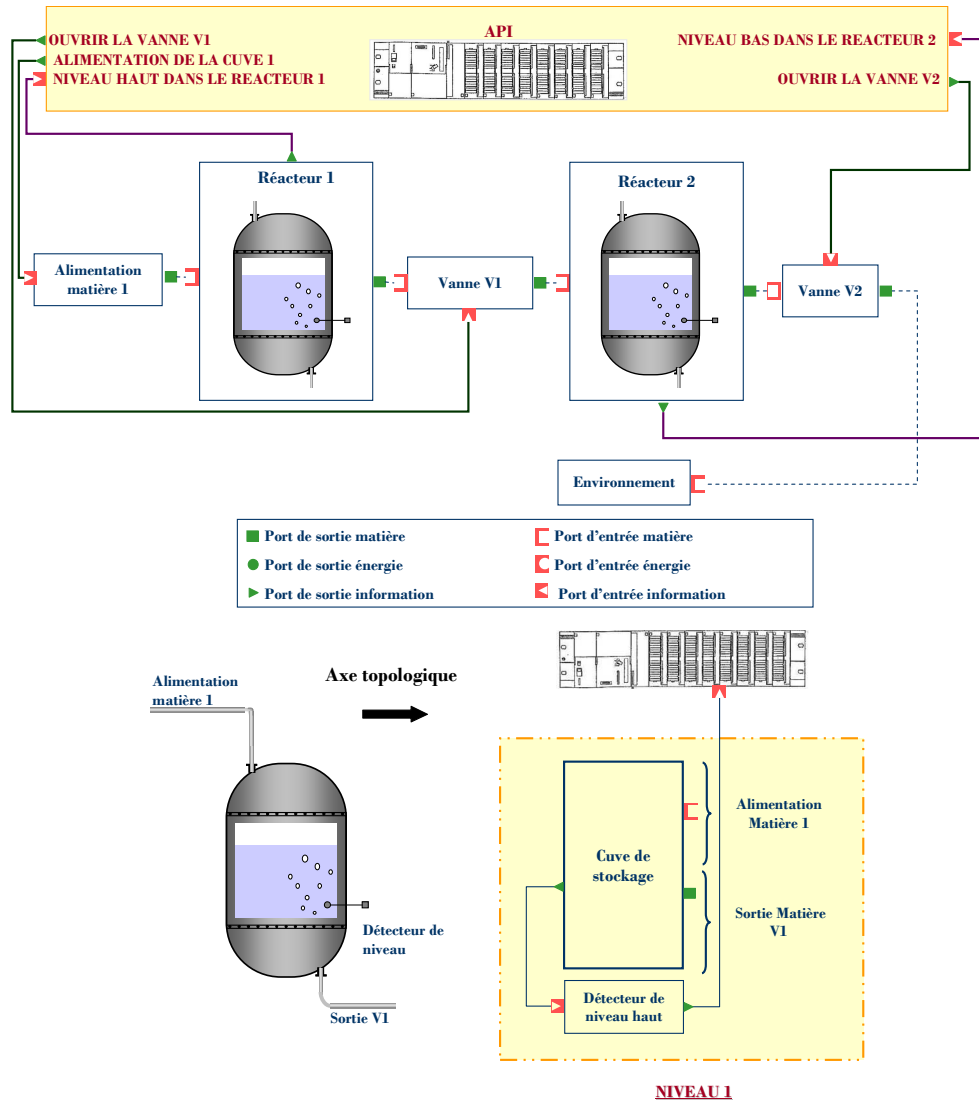 API
OUVRIR LA VANNE V1
ALIMENTATION DE LA CUVE 1
NIVEAU HAUT DANS LE REACTEUR 1
NIVEAU BAS DANS LE REACTEUR 2
OUVRIR LA VANNE V2
Réacteur 1
Réacteur 2
Alimentation
matière 1
Vanne V1
Vanne V2
Environnement
Port de sortie matière
Port d'entrée matière
Port de sortie énergie
Port d'entrée énergie
Port de sortie information
Port d'entrée information
Alimentation
matière 1
Axe topologique
Détecteur de
niveau
Sortie V1
Cuve de
stockage
Alimentation
Matière 1
Sortie Matière
V1
Détecteur de
niveau haut
NIVEAU 1